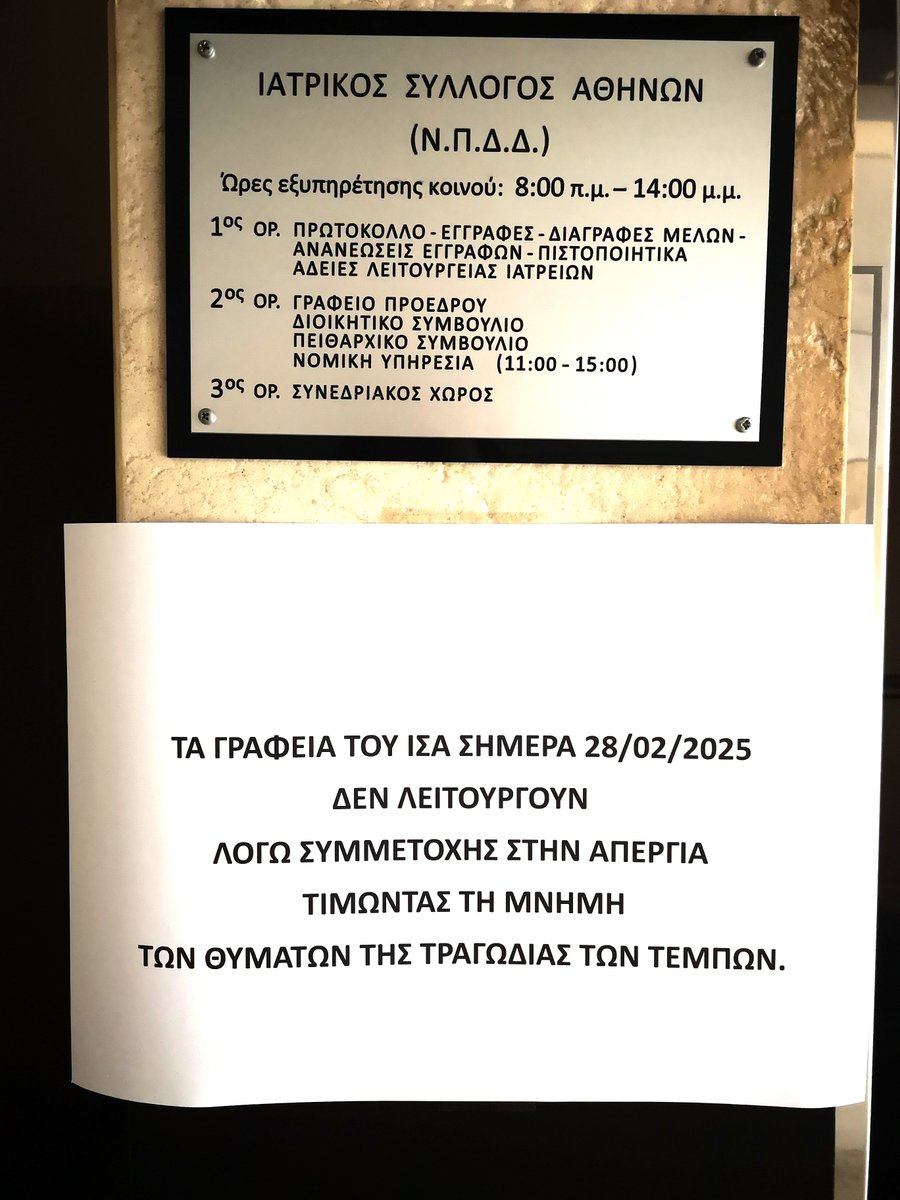 ΙΑΤΡΙΚΟΣ ΣΥΛΛΟΓΟΣ ΑΘΗΝΩΝ
(Ν.Π.Δ.Δ.)
Ώρες εξυπηρέτησης κοινού: 8:00 π.μ. – 14:00 μ.μ.
1ος ΟΡ. ΠΡΩΤΟΚΟΛΛΟ - ΕΓΓΡΑΦΕΣ - ΔΙΑΓΡΑΦΕΣ ΜΕΛΩΝ -
ΑΝΑΝΕΩΣΕΙΣ ΕΓΓΡΑΦΩΝ - ΠΙΣΤΟΠΟΙΗΤΙΚΑ
ΑΔΕΙΕΣ ΛΕΙΤΟΥΡΓΕΙΑΣ ΙΑΤΡΕΙΩΝ
2ος ΟΡ. ΓΡΑΦΕΙΟ ΠΡΟΕΔΡΟΥ
ΔΙΟΙΚΗΤΙΚΟ ΣΥΜΒΟΥΛΙΟ
ΠΕΙΘΑΡΧΙΚΟ ΣΥΜΒΟΥΛΙΟ
ΝΟΜΙΚΗ ΥΠΗΡΕΣΙΑ (11:00 - 15:00)
3ος ΟΡ. ΣΥΝΕΔΡΙΑΚΟΣ ΧΩΡΟΣ
ΤΑ ΓΡΑΦΕΙΑ ΤΟΥ ΙΣΑ ΣΗΜΕΡΑ 28/02/2025
ΔΕΝ ΛΕΙΤΟΥΡΓΟΥΝ
ΛΟΓΩ ΣΥΜΜΕΤΟΧΗΣ ΣΤΗΝ ΑΠΕΡΓΙΑ
ΤΙΜΩΝΤΑΣ ΤΗ ΜΝΗΜΗ
ΤΩΝ ΘΥΜΑΤΩΝ ΤΗΣ ΤΡΑΓΩΔΙΑΣ ΤΩΝ ΤΕΜΠΩΝ.